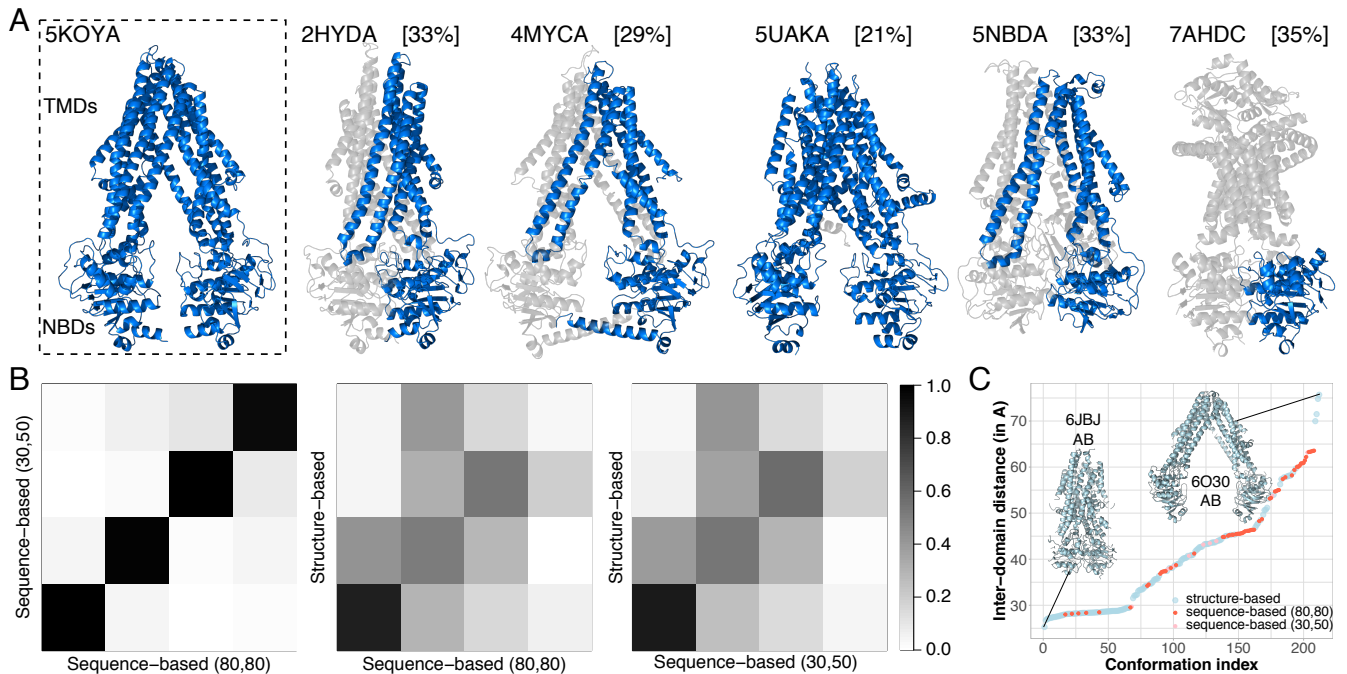 A
5KOYA
2HYDA [33%]
4MYCA [29%]
5UAKA [21%]
5NBDA [33%]
7AHDC [35%]
TMDs
NBDs
B
Sequence−based (30,50)
Sequence−based (80,80)
Structure−based
Sequence−based (80,80)
Structure−based
Sequence−based (30,50)
1.0
0.8
0.6
0.4
0.2
0.0
C
Inter−domain distance (in A)
70
60
50
40
30
6JBJ
AB
6O30
AB
structure−based
sequence−based (80,80)
sequence−based (30,50)
0 50 100 150 200
Conformation index